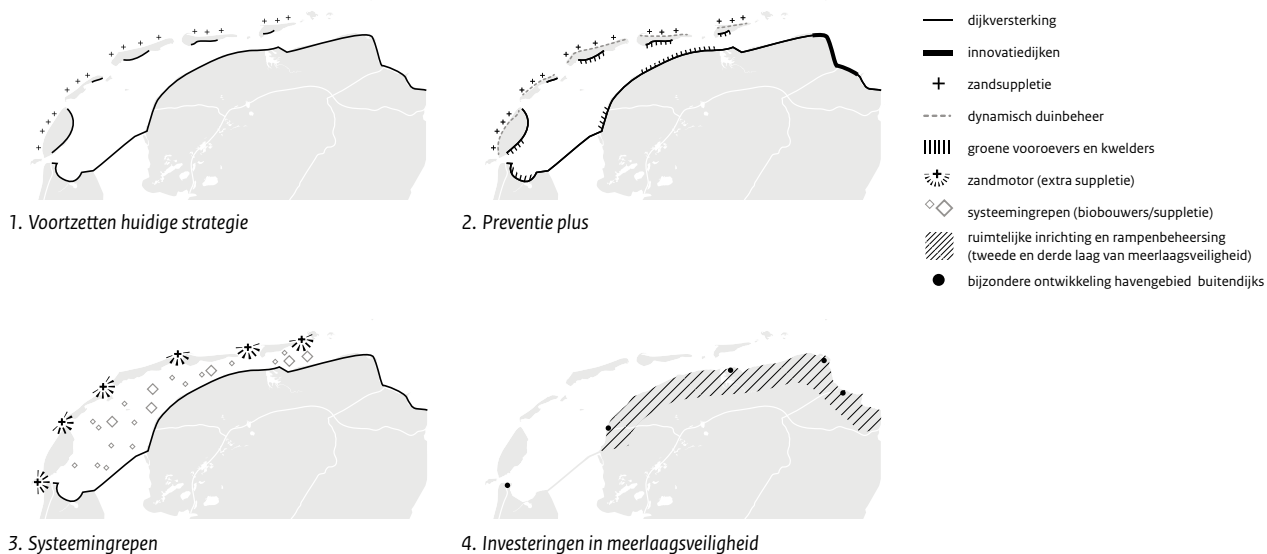 1. Voortzetten huidige strategie
2. Preventie plus
dijkversterking
innovatiedijken
zandsuppletie
dynamisch duinbeheer
groene vooroevers en kwelders
zandmotor (extra suppletie)
systeemingrepen (biobouwers/suppletie)
ruimtelijke inrichting en rampenbeheersing
(tweede en derde laag van meerlaagsveiligheid)
bijzondere ontwikkeling havengebied buitendijks
3. Systeemingrepen
4. Investeringen in meerlaagsveiligheid